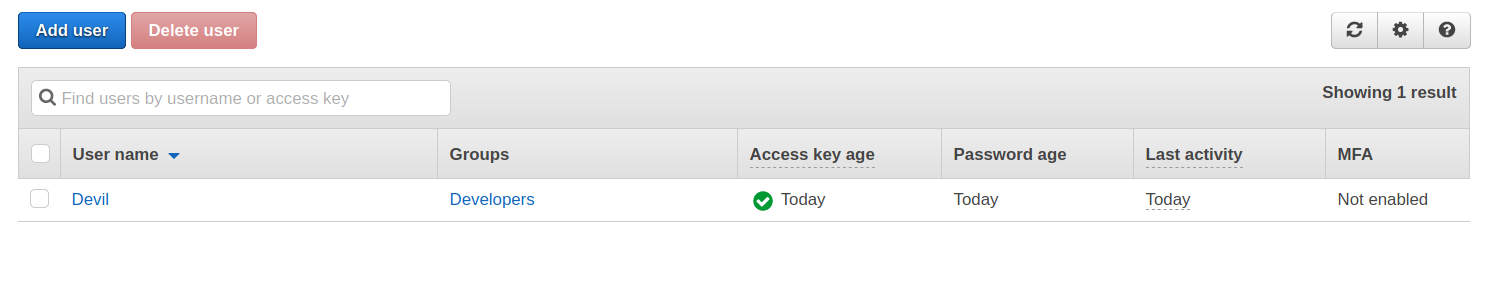 Add user Delete user
Find users by username or access key Showing 1 result
User name Groups Access key age Password age Last activity MFA
Devil Developers Today Today Today Not enabled